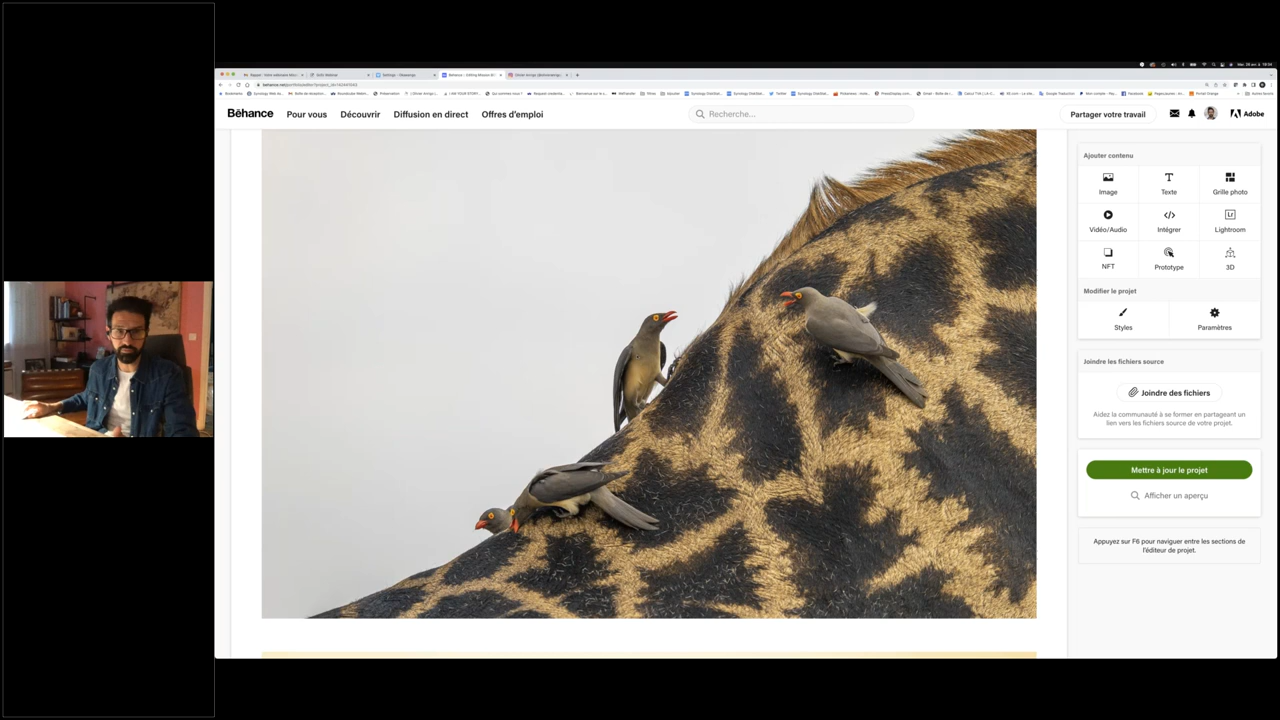 Settings
Bēhance
Pour vous
Découvrir
Diffusion en direct
Offres d'emploi
Recherche...
Partager votre travail
Adobe
Ajouter contenu
Image
Texte
Grille photo
Vidéo/Audio
Intégrer
Lr
Lightroom
NFT
Prototype
3D
Modifier le projet
Styles
Paramètres
Joindre les fichiers source
Joindre des fichiers
Aidez la communauté à se former en partageant un
lien vers les fichiers source de votre projet.
Mettre à jour le projet
Afficher un aperçu
Appuyez sur F6 pour naviguer entre les sections de
l'éditeur de projet.